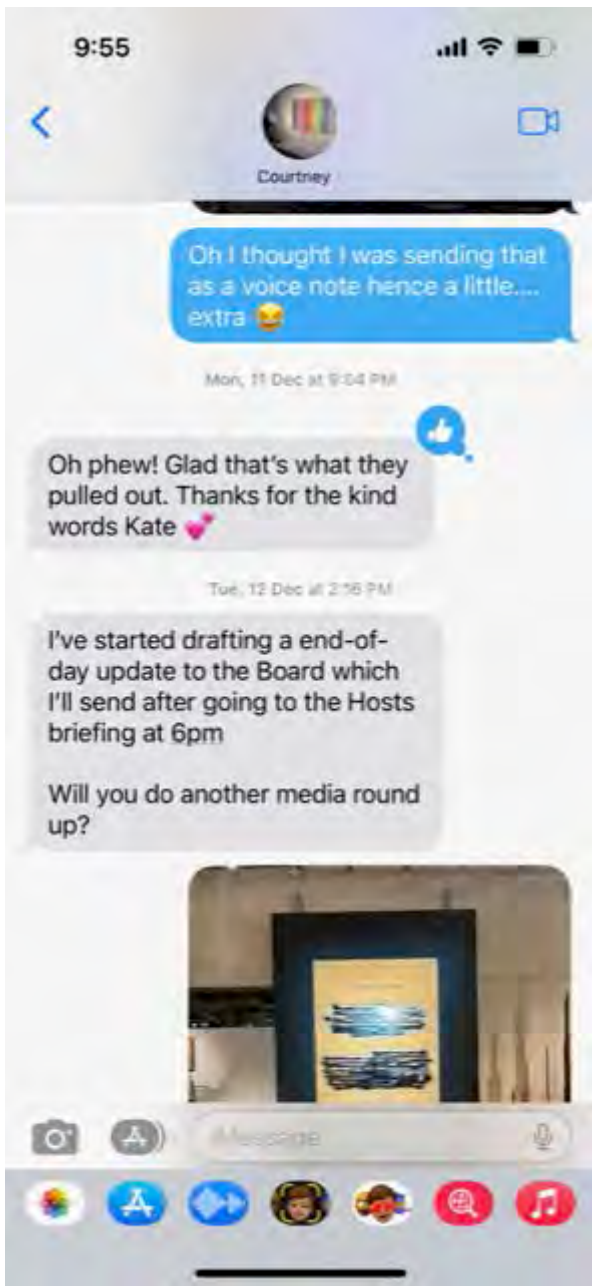 9:55
Courtney
Oh I thought I was sending that
as a voice note hence a little....
extra 😂
Mon, 11 Dec at 9:04 PM
Oh phew! Glad that's what they
pulled out. Thanks for the kind
words Kate 💕
Tue, 12 Dec at 2:16 PM
I've started drafting a end-of-
day update to the Board which
I'll send after going to the Hosts
briefing at 6pm
Will you do another media round
up?
iMessage